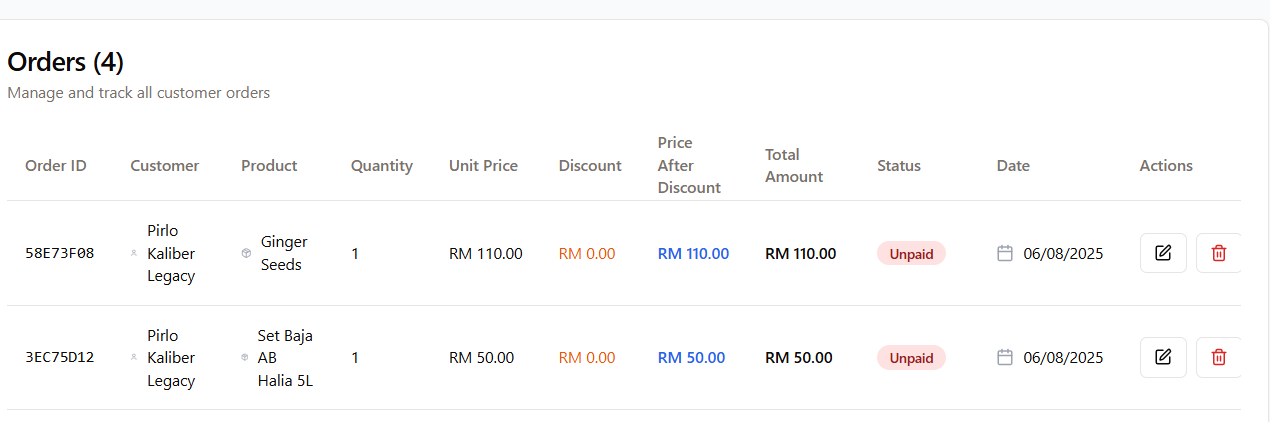 Orders (4)
Manage and track all customer orders
Order ID Customer Product Quantity Unit Price Discount Price After Discount Total Amount Status Date Actions
58E73F08 Pirlo Kaliber Legacy Ginger Seeds 1 RM 110.00 RM 0.00 RM 110.00 RM 110.00 Unpaid 06/08/2025
3EC75D12 Pirlo Kaliber Legacy Set Baja AB Halia 5L 1 RM 50.00 RM 0.00 RM 50.00 RM 50.00 Unpaid 06/08/2025